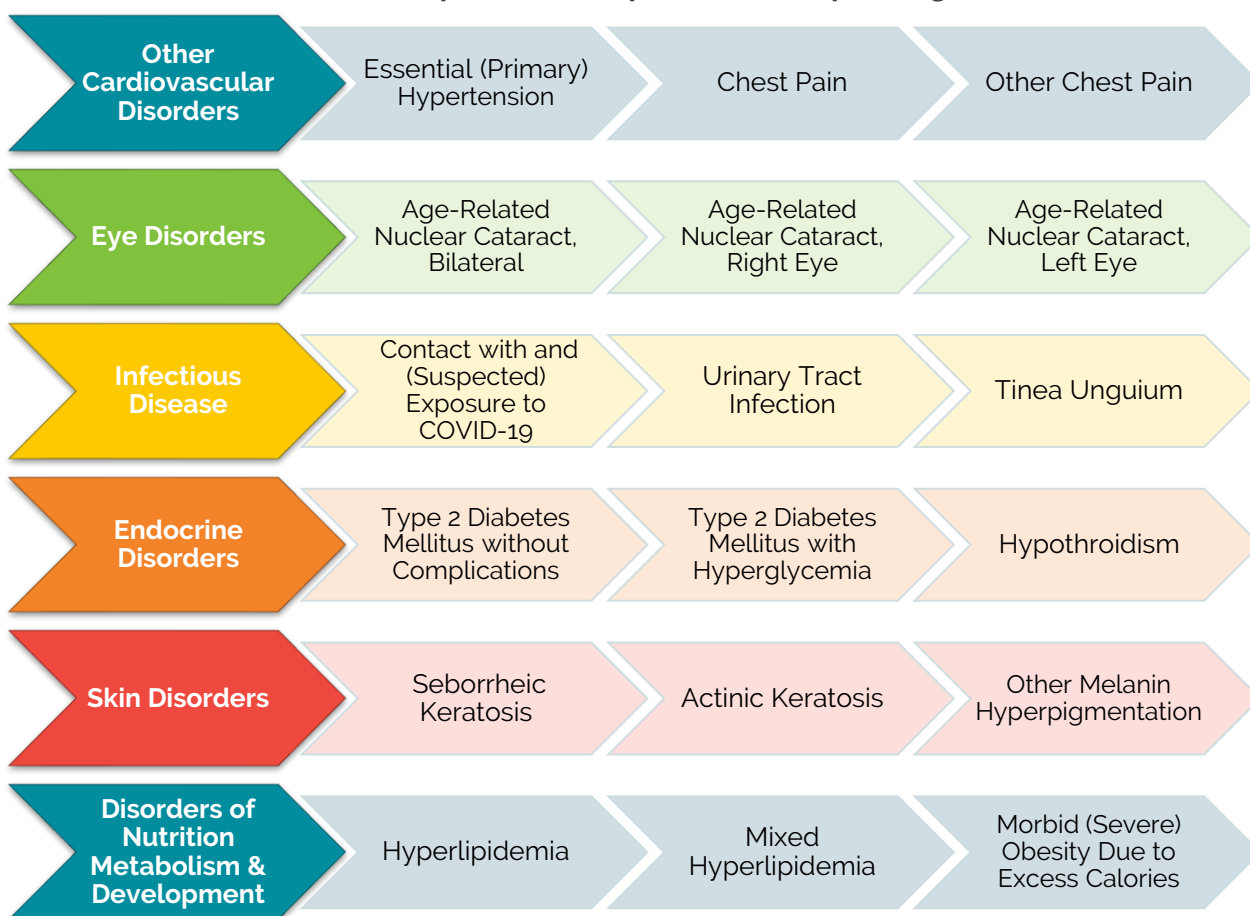 Other
Cardiovascular
Disorders
Essential (Primary)
Hypertension
Chest Pain
Other Chest Pain
Eye Disorders
Age-Related
Nuclear Cataract,
Bilateral
Age-Related
Nuclear Cataract,
Right Eye
Age-Related
Nuclear Cataract,
Left Eye
Infectious
Disease
Contact with and
(Suspected)
Exposure to
COVID-19
Urinary Tract
Infection
Tinea Unguium
Endocrine
Disorders
Type 2 Diabetes
Mellitus without
Complications
Type 2 Diabetes
Mellitus with
Hyperglycemia
Hypothroidism
Skin Disorders
Seborrheic
Keratosis
Actinic Keratosis
Other Melanin
Hyperpigmentation
Disorders of
Nutrition
Metabolism &
Development
Hyperlipidemia
Mixed
Hyperlipidemia
Morbid (Severe)
Obesity Due to
Excess Calories